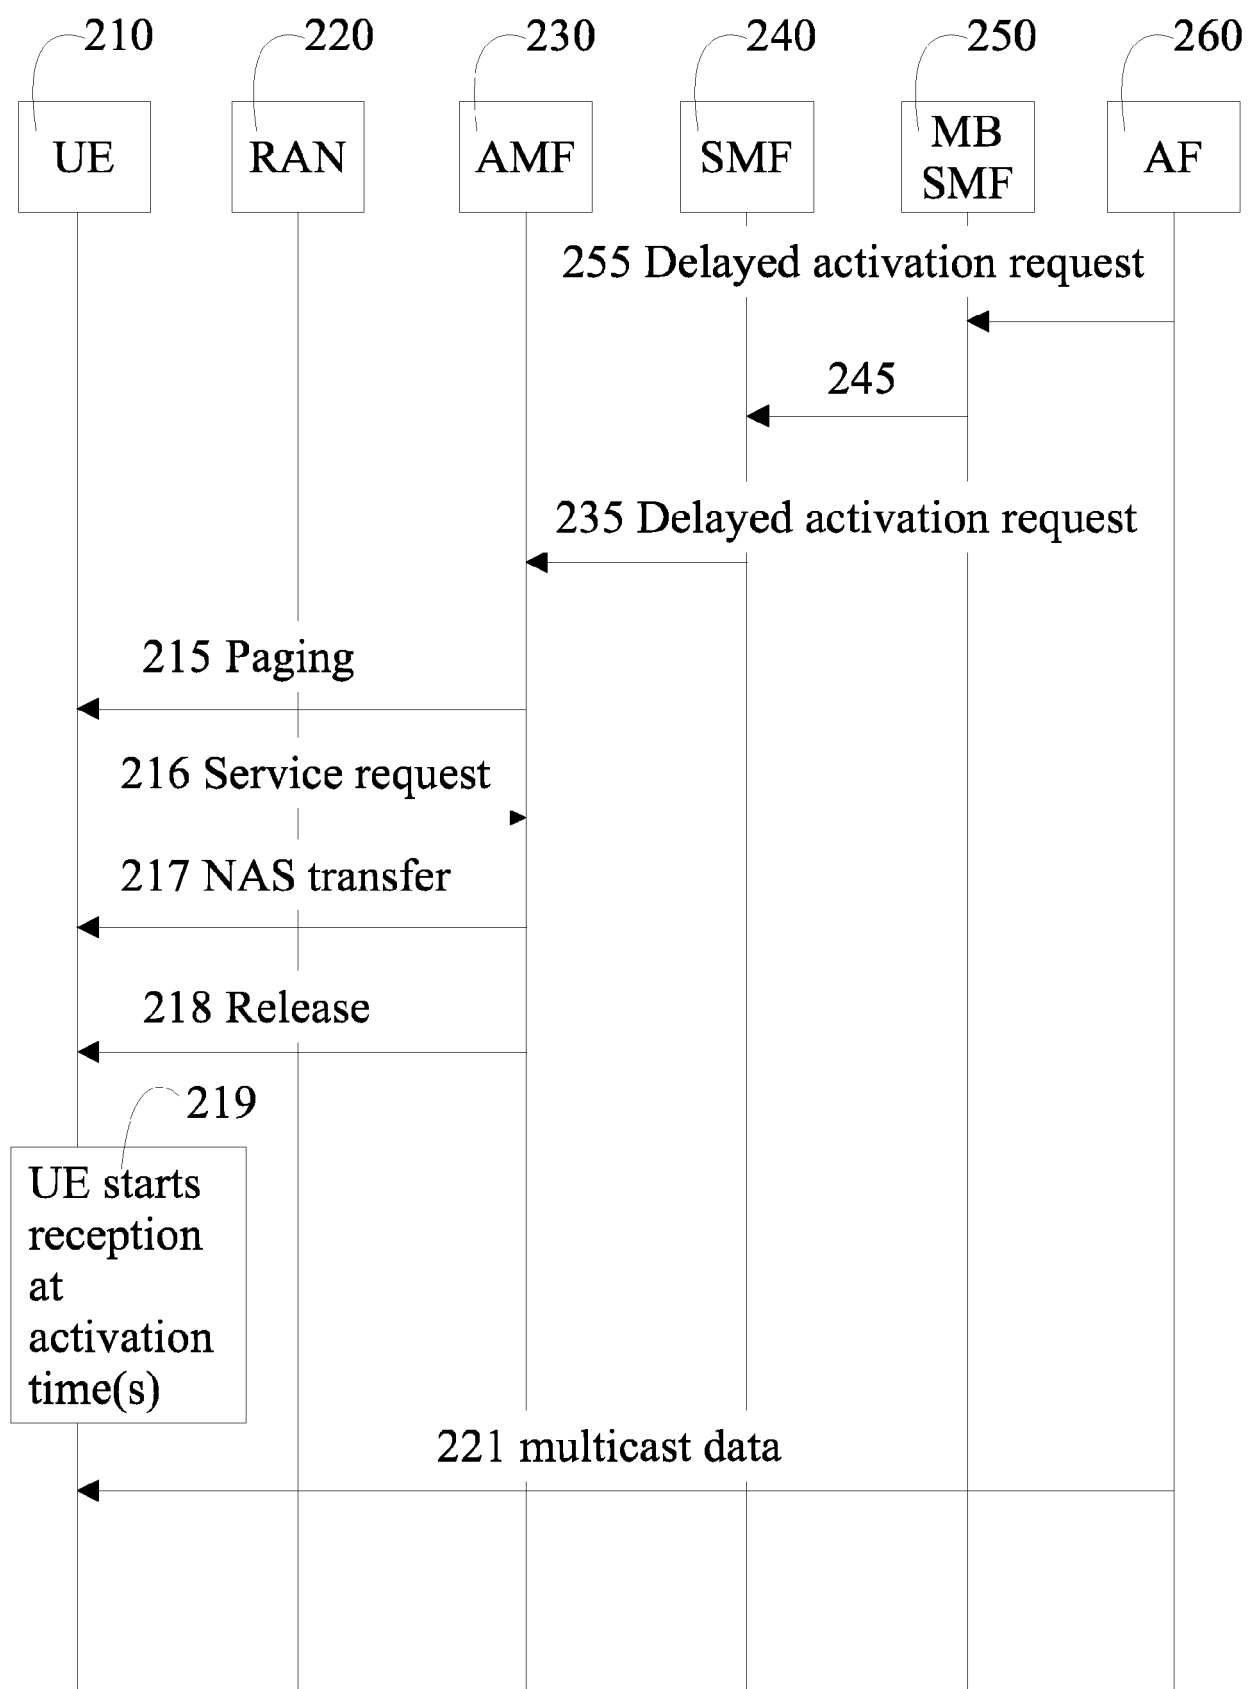 210 220 230 240 250 260
UE RAN AMF SMF MB SMF AF
255 Delayed activation request
245
235 Delayed activation request
215 Paging
216 Service request
217 NAS transfer
218 Release
219
UE starts
reception
at
activation
time(s)
221 multicast data